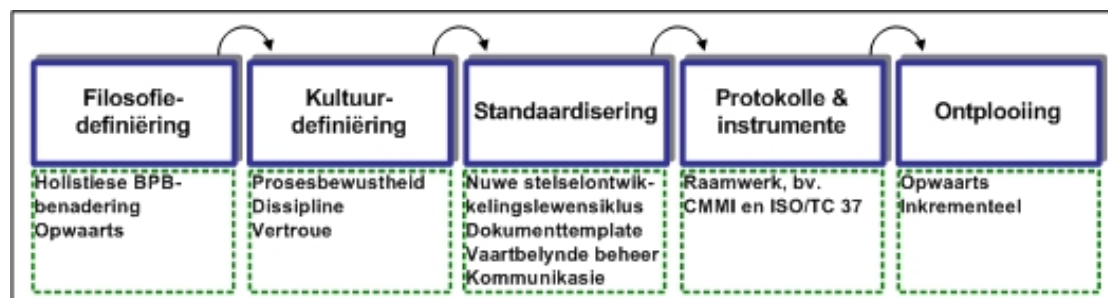 Filosofie-
definiëring
Kultuur-
definiëring
Standaardisering
Protokolle &
instrumente
Ontplooiing
Holistiese BPB-
benadering
Opwaarts
Prosesbewustheid
Dissipline
Vertroue
Nuwe stelselontwik-
kelingslewensiklus
Dokumenttemplate
Vaartbelynde beheer
Kommunikasie
Raamwerk, bv.
CMMI en ISO/TC 37
Opwaarts
Inkrementeel